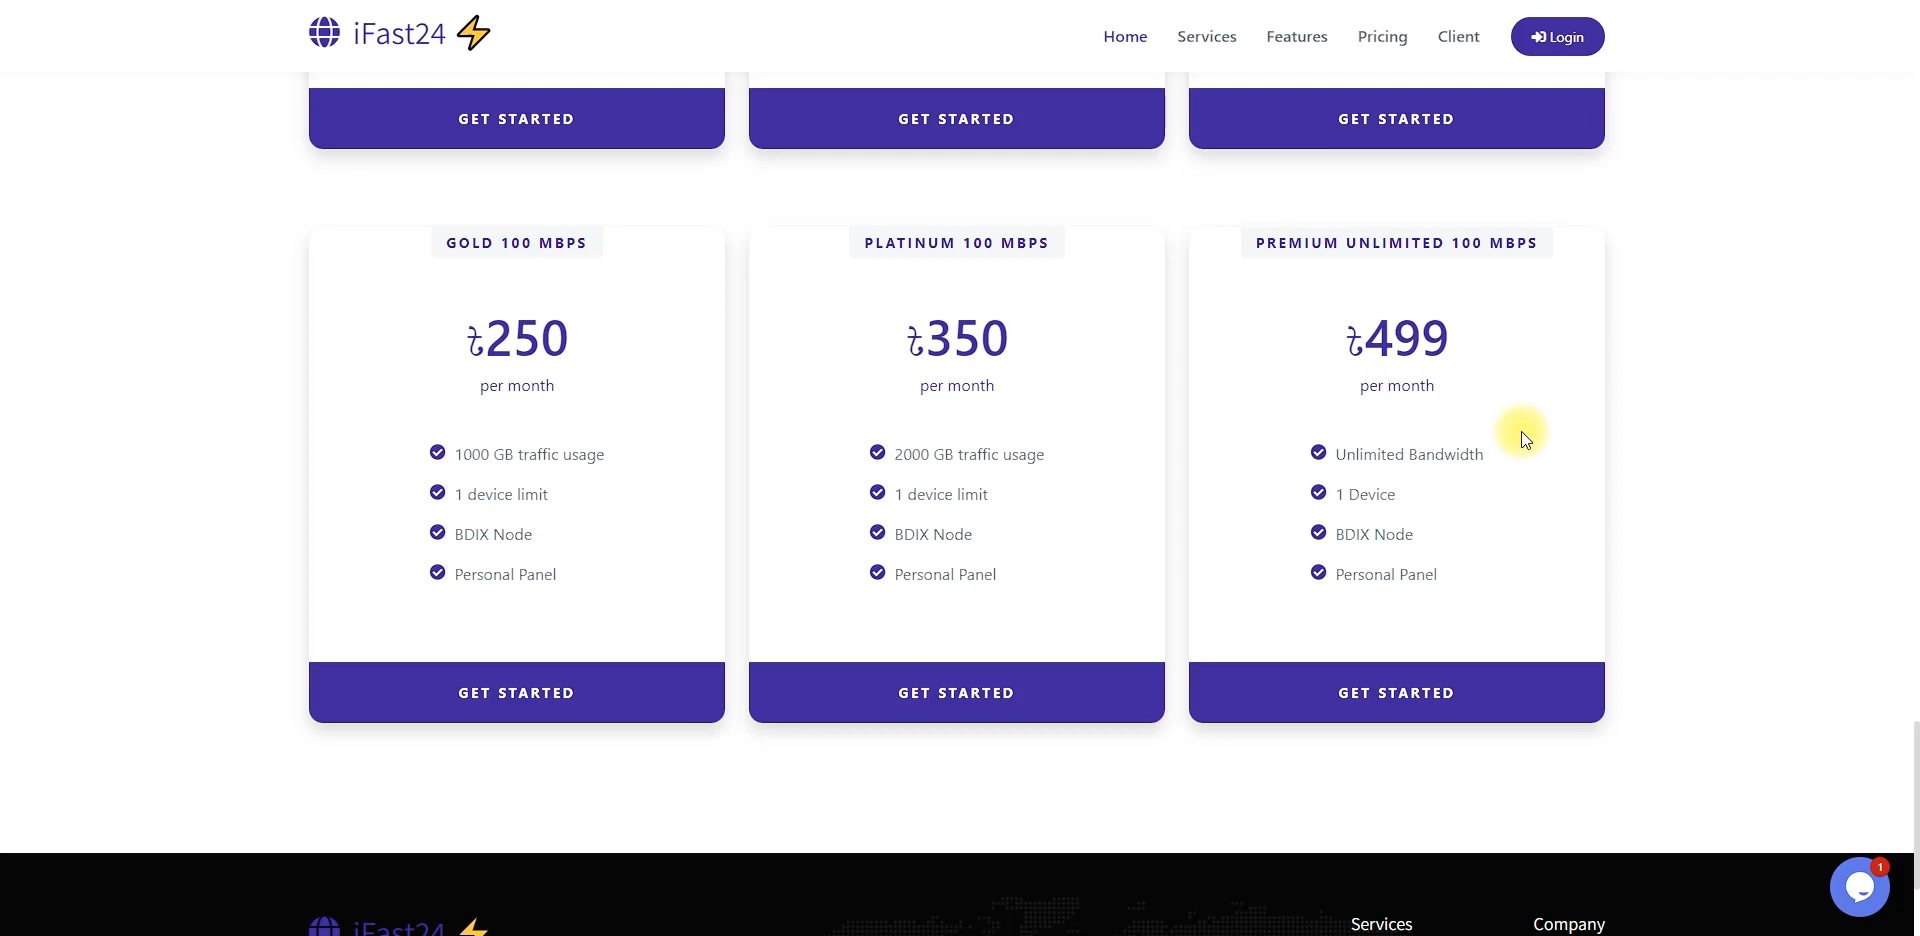 iFast24
Home Services Features Pricing Client Login
GET STARTED GET STARTED GET STARTED
GOLD 100 MBPS
৳250
per month
1000 GB traffic usage
1 device limit
BDIX Node
Personal Panel
GET STARTED
PLATINUM 100 MBPS
৳350
per month
2000 GB traffic usage
1 device limit
BDIX Node
Personal Panel
GET STARTED
PREMIUM UNLIMITED 100 MBPS
৳499
per month
Unlimited Bandwidth
1 Device
BDIX Node
Personal Panel
GET STARTED
iFast24
Services Company
1